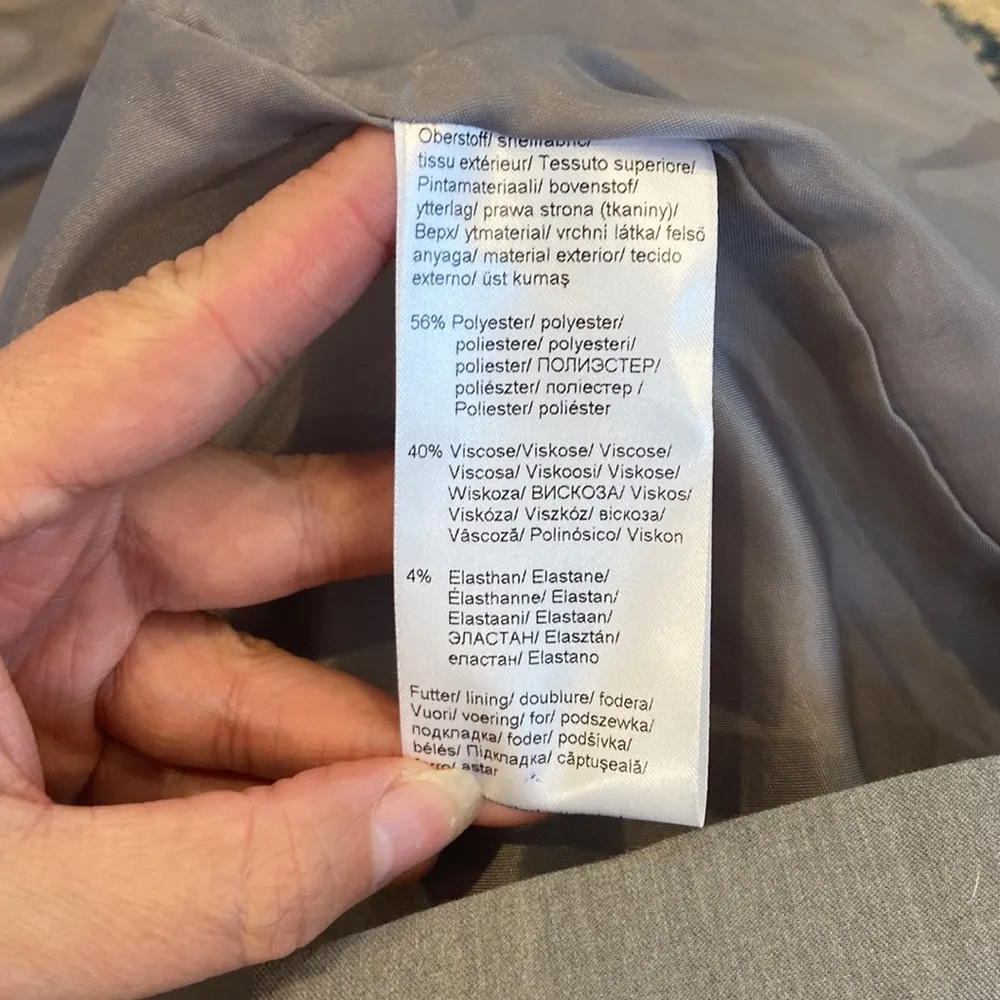 Oberstoff/ shellfabric/
tissu extérieur/ Tessuto superiore/
Pintamateriaali/ bovenstof/
ytterlag/ prawa strona (tkaniny)/
Bepx/ ytmaterial/ vrchní látka/ felső
anyaga/ material exterior/ tecido
externo/ üst kumaş
56% Polyester/ polyester/
poliestere/ polyesteri/
poliester/ ПОЛИЭСТЕР/
poliészter/ поліестер /
Poliester/ poliéster
40% Viscose/Viskose/ Viscose/
Viscosa/ Viskoosi/ Viskose/
Wiskoza/ ВИСКОЗА/ Viskos/
Viskóza/ Viszkóz/ віскоза/
Vâscoză/ Polinósico/ Viskon
4% Elasthan/ Elastane/
Élasthanne/ Elastan/
Elastaani/ Elastaan/
ЭЛАСТАН/ Elasztán/
еластан/ Elastano
Futter/ lining/ doublure/ fodera/
Vuori/ voering/ for/ podszewka/
подкладка/ foder/ podšívka/
bélés/ Підкладка/ căptuşeală/
astar